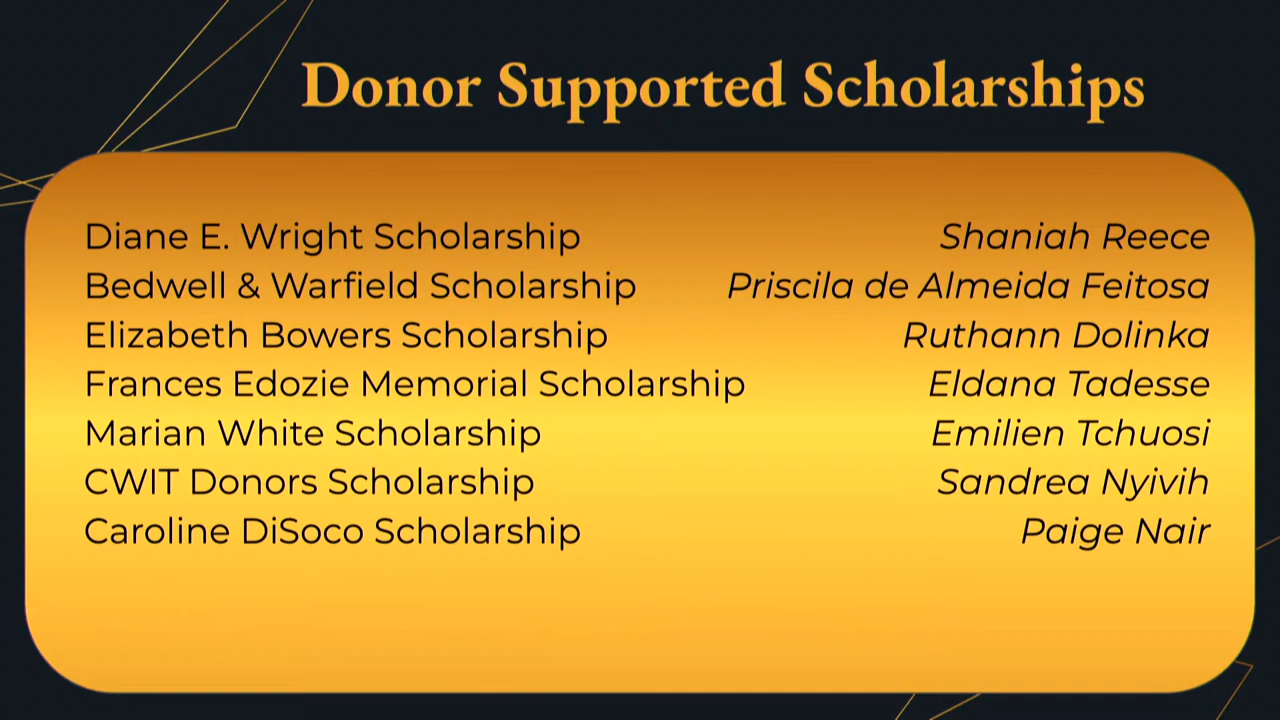 Donor Supported Scholarships
Diane E. Wright Scholarship Shaniah Reece
Bedwell & Warfield Scholarship Priscila de Almeida Feitosa
Elizabeth Bowers Scholarship Ruthann Dolinka
Frances Edozie Memorial Scholarship Eldana Tadesse
Marian White Scholarship Emilien Tchuosi
CWIT Donors Scholarship Sandrea Nyivih
Caroline DiSoco Scholarship Paige Nair